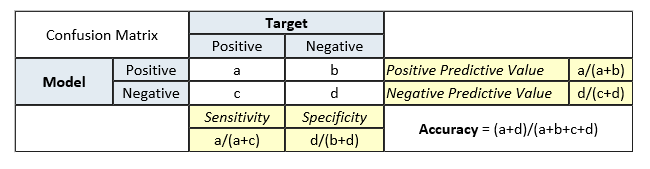 Confusion Matrix
Target
Positive Negative
Model
Positive a b Positive Predictive Value a/(a+b)
Negative c d Negative Predictive Value d/(c+d)
Sensitivity Specificity
a/(a+c) d/(b+d)
Accuracy = (a+d)/(a+b+c+d)